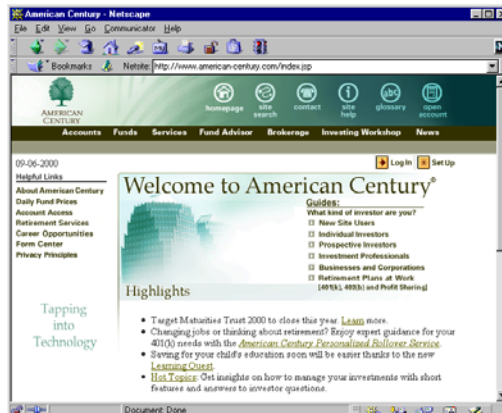 American Century - Netscape
File Edit View Go Communicator Help
Bookmarks Netsite: http://www.american-century.com/index.jsp
homepage site search contact site help glossary open account
AMERICAN CENTURY
Accounts Funds Services Fund Advisor Brokerage Investing Workshop News
09-06-2000
Log In Set Up
Helpful Links
About American Century
Daily Fund Prices
Account Access
Retirement Services
Career Opportunities
Form Center
Privacy Principles
Tapping
into
Technology
Welcome to American Century®
Guides:
What kind of investor are you?
New Site Users
Individual Investors
Prospective Investors
Investment Professionals
Businesses and Corporations
Retirement Plans at Work
[401(k), 403(b) and Profit Sharing]
Highlights
Target Maturities Trust 2000 to close this year. Learn more.
Changing jobs or thinking about retirement? Enjoy expert guidance for your
401(k) needs with the American Century Personalized Rollover Service.
Saving for your child's education soon will be easier thanks to the new
Learning Quest.
Hot Topics: Get insights on how to manage your investments with short
features and answers to investor questions.
Document: Done